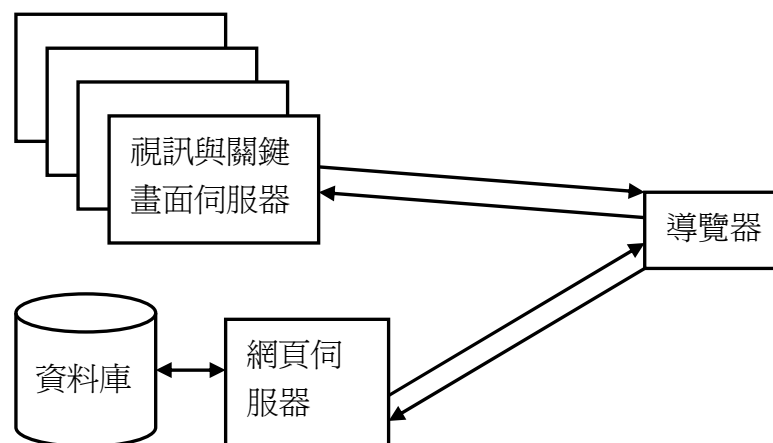 視訊與關鍵
畫面伺服器
導覽器
資料庫
網頁伺
服器